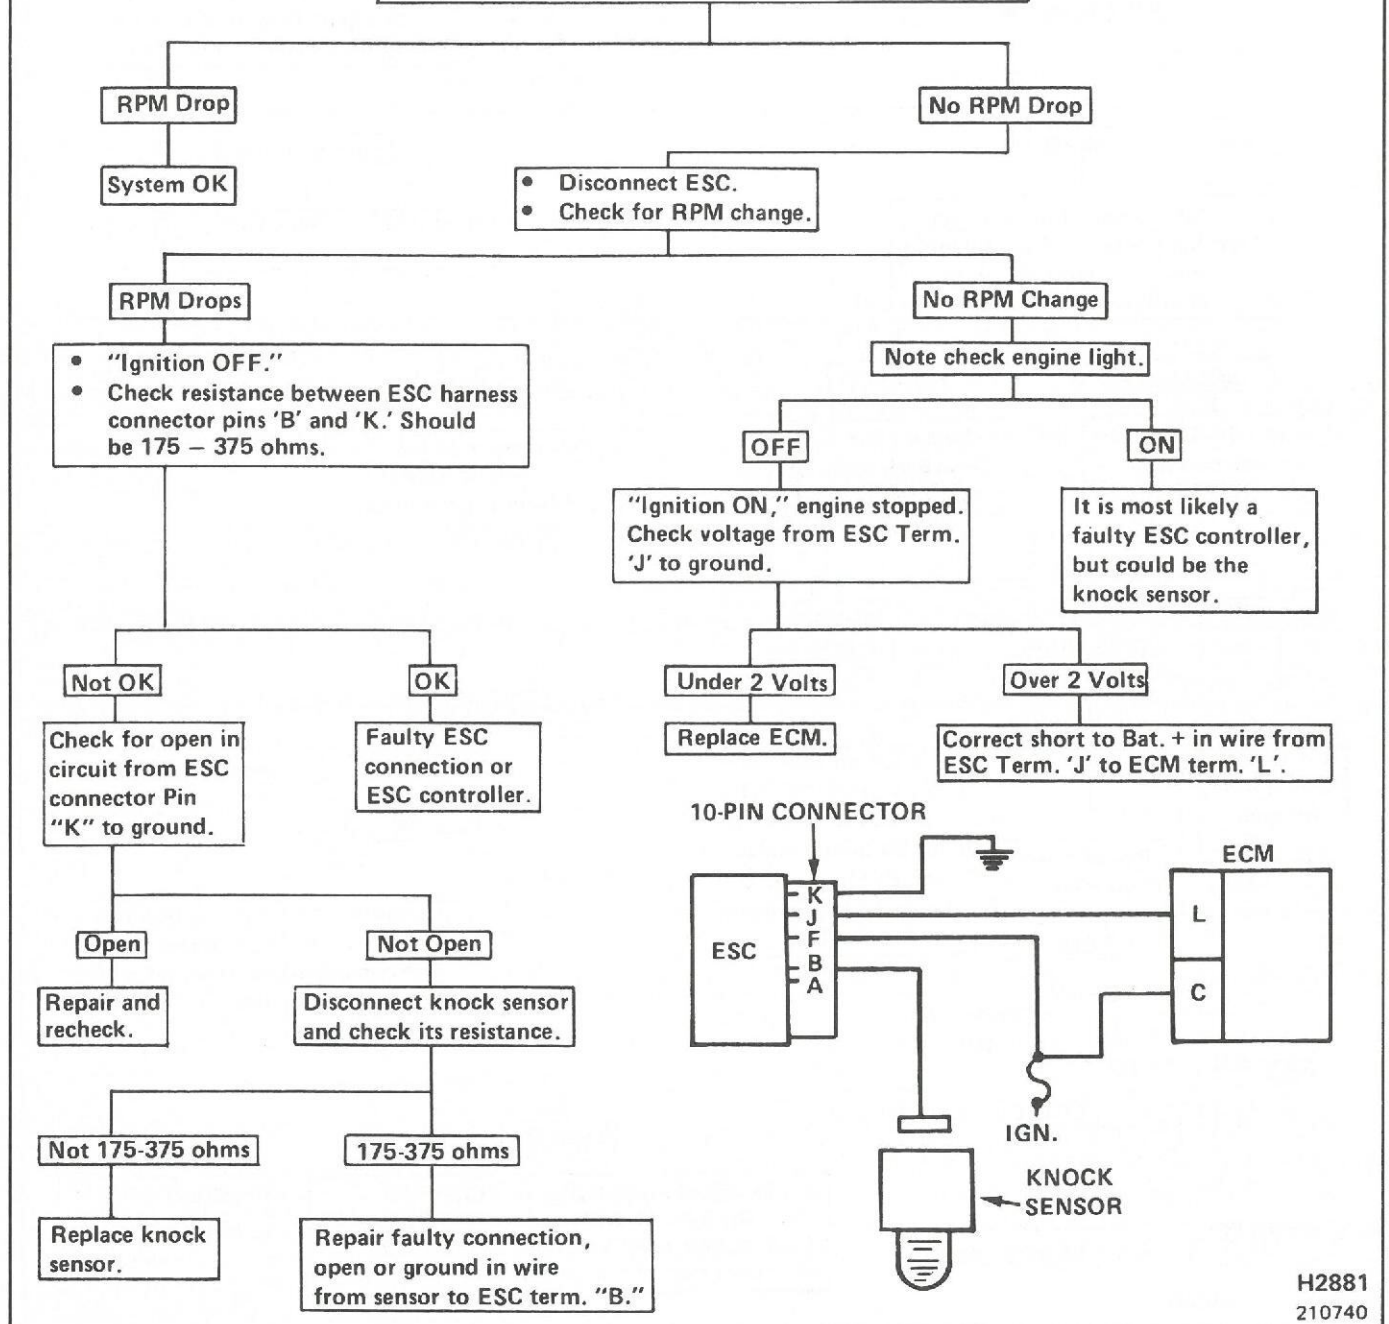 RPM Drop
No RPM Drop
System OK
• Disconnect ESC.
• Check for RPM change.
RPM Drops
No RPM Change
• "Ignition OFF."
• Check resistance between ESC harness
connector pins 'B' and 'K.' Should
be 175 – 375 ohms.
Note check engine light.
OFF
ON
"Ignition ON," engine stopped.
Check voltage from ESC Term.
'J' to ground.
It is most likely a
faulty ESC controller,
but could be the
knock sensor.
Not OK
OK
Under 2 Volts
Over 2 Volts
Check for open in
circuit from ESC
connector Pin
"K" to ground.
Faulty ESC
connection or
ESC controller.
Replace ECM.
Correct short to Bat. + in wire from
ESC Term. 'J' to ECM term. 'L'.
Open
Not Open
Repair and
recheck.
Disconnect knock sensor
and check its resistance.
Not 175-375 ohms
175-375 ohms
Replace knock
sensor.
Repair faulty connection,
open or ground in wire
from sensor to ESC term. "B."
10-PIN CONNECTOR
ECM
ESC
K
J
F
B
A
L
C
IGN.
KNOCK
SENSOR
H2881
210740